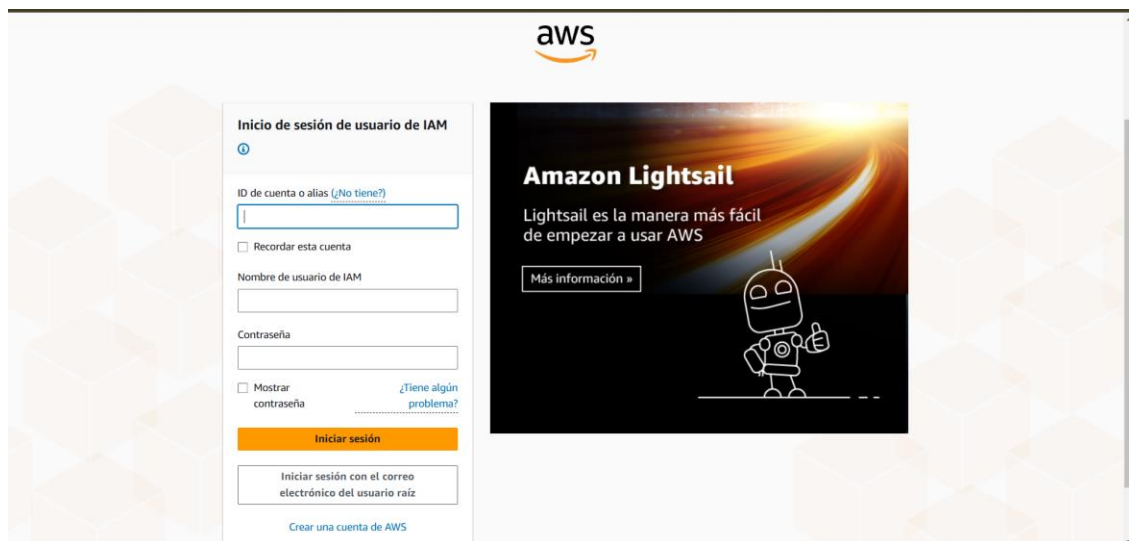 aws
Inicio de sesión de usuario de IAM
ID de cuenta o alias (¿No tiene?)
Recordar esta cuenta
Nombre de usuario de IAM
Contraseña
Mostrar
contraseña
¿Tiene algún
problema?
Iniciar sesión
Iniciar sesión con el correo
electrónico del usuario raíz
Crear una cuenta de AWS
Amazon Lightsail
Lightsail es la manera más fácil
de empezar a usar AWS
Más información »